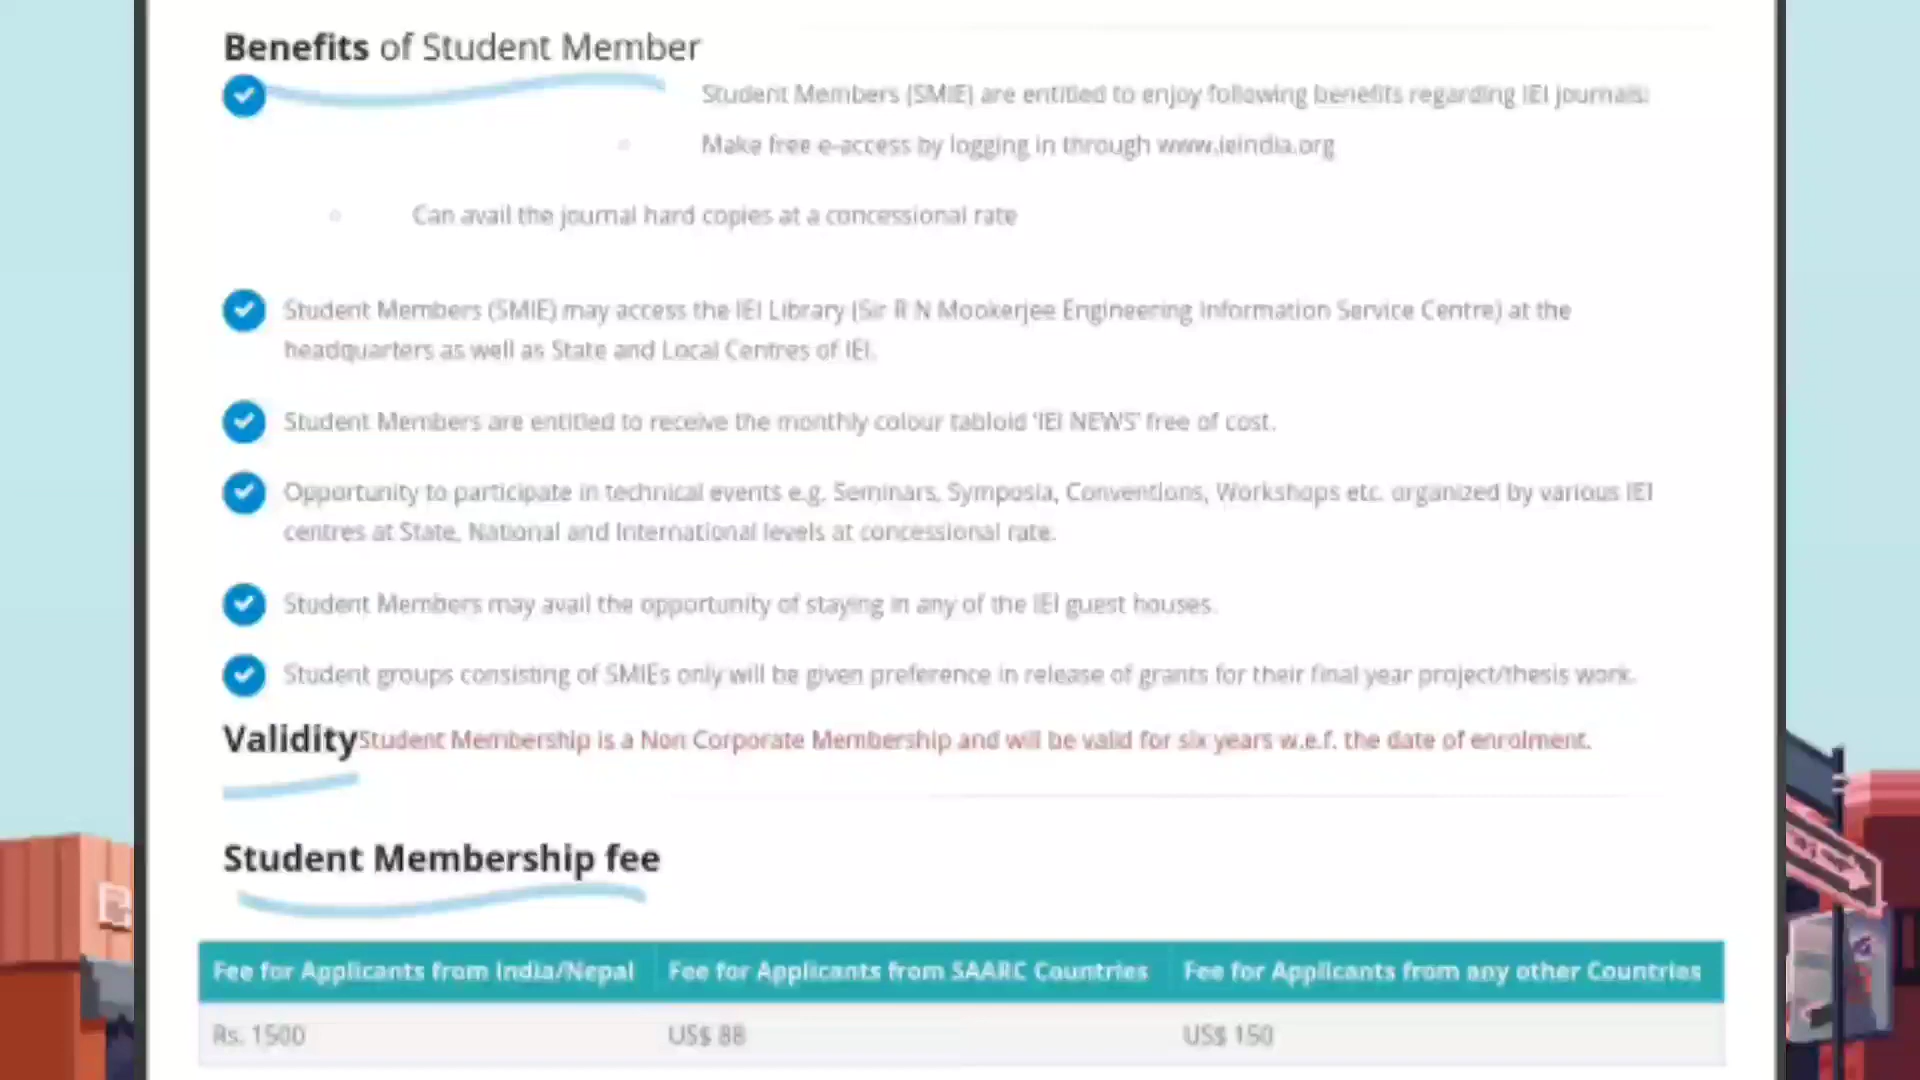 Benefits of Student Member
Student Members (SMIE) are entitled to enjoy following benefits regarding IEI journals:
Make free e-access by logging in through www.ieindia.org
Can avail the journal hard copies at a concessional rate
Student Members (SMIE) may access the IEI Library (Sir R N Mookerjee Engineering Information Service Centre) at the
headquarters as well as State and Local Centres of IEI.
Student Members are entitled to receive the monthly colour tabloid 'IEI NEWS' free of cost.
Opportunity to participate in technical events e.g. Seminars, Symposia, Conventions, Workshops etc. organized by various IEI
centres at State, National and International levels at concessional rate.
Student Members may avail the opportunity of staying in any of the IEI guest houses.
Student groups consisting of SMIEs only will be given preference in release of grants for their final year project/thesis work.
Validity Student Membership is a Non Corporate Membership and will be valid for six years w.e.f. the date of enrolment.
Student Membership fee
Fee for Applicants from India/Nepal Fee for Applicants from SAARC Countries Fee for Applicants from any other Countries
Rs. 1500 US$ 88 US$ 150